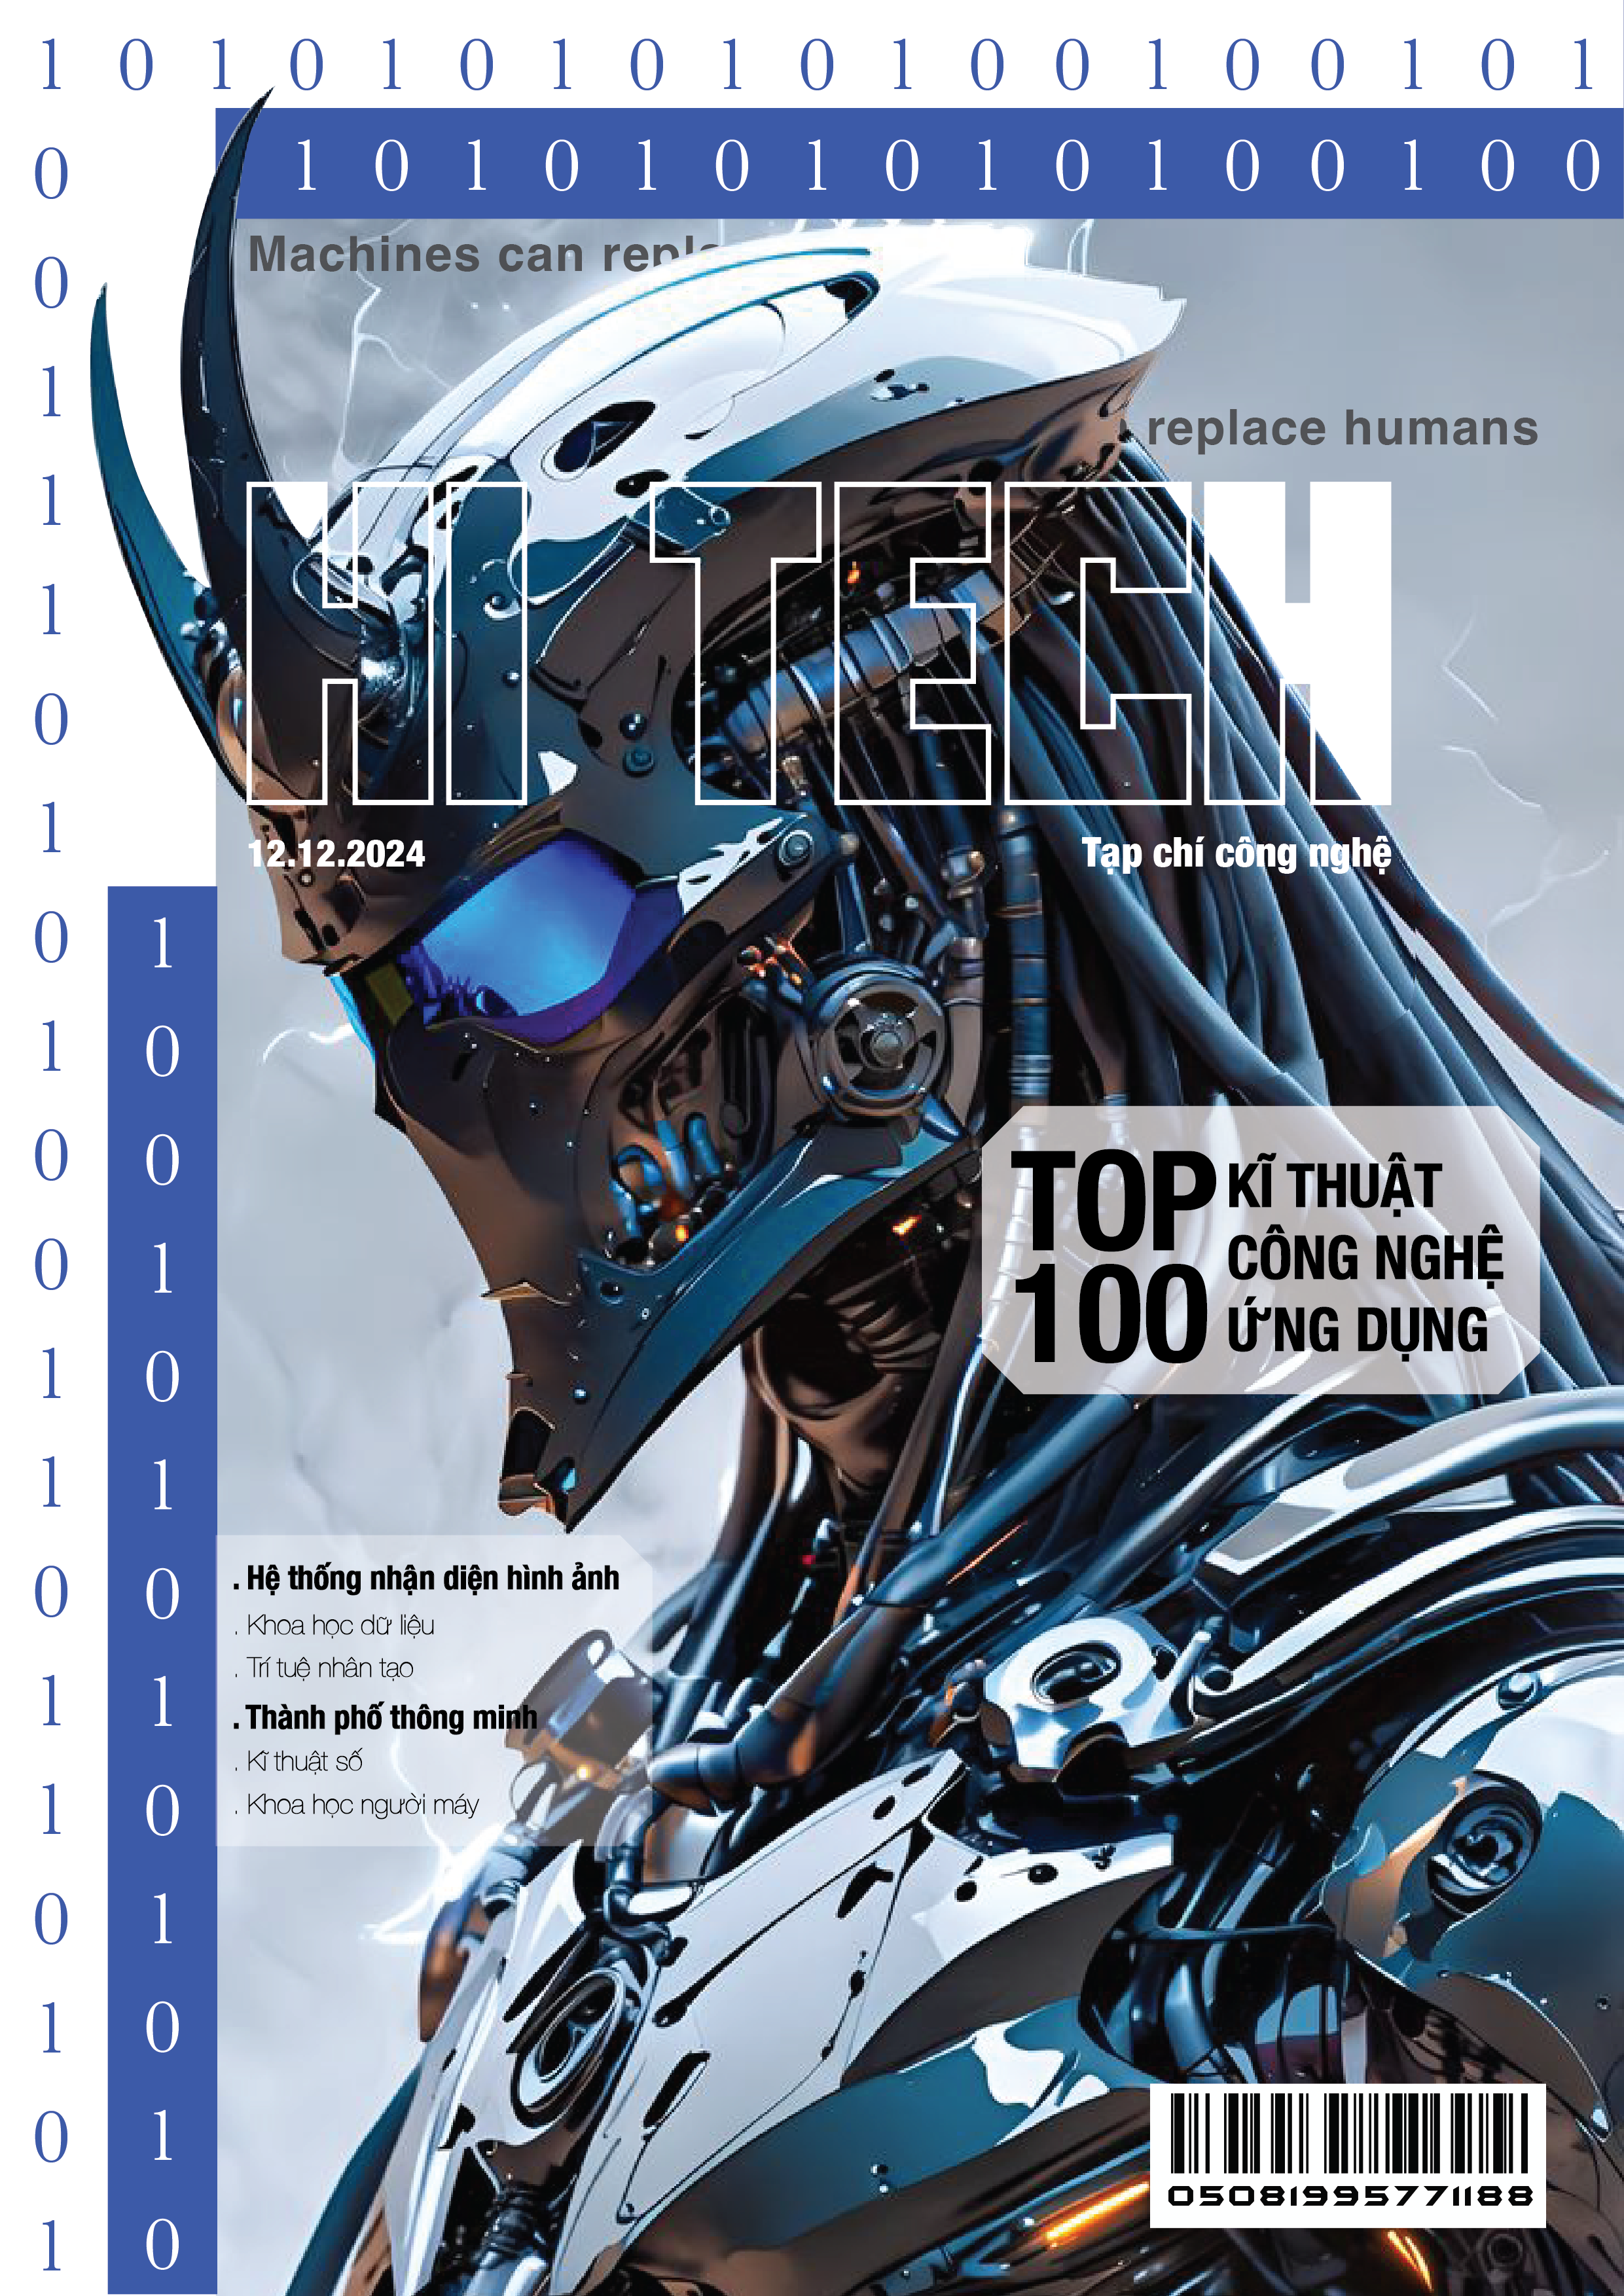 1 0 1 0 1 0 1 0 1 0 1 0 0 1 0 0 1 0 1
1 0 1 0 1 0 1 0 1 0 1 0 0 1 0 0
0
0
1
1
1
0
1
0
1
0
0
1
1
0
1
1
0
1
0
1
1
0
0
1
0
1
0
1
0
1
0
1
0
Machines can
replace humans
HI TECH
12.12.2024
Tạp chí công nghệ
TOP 100
KĨ THUẬT
CÔNG NGHỆ
ỨNG DỤNG
. Hệ thống nhận diện hình ảnh
. Khoa học dữ liệu
. Trí tuệ nhân tạo
. Thành phố thông minh
. Kĩ thuật số
. Khoa học người máy
05081995771188